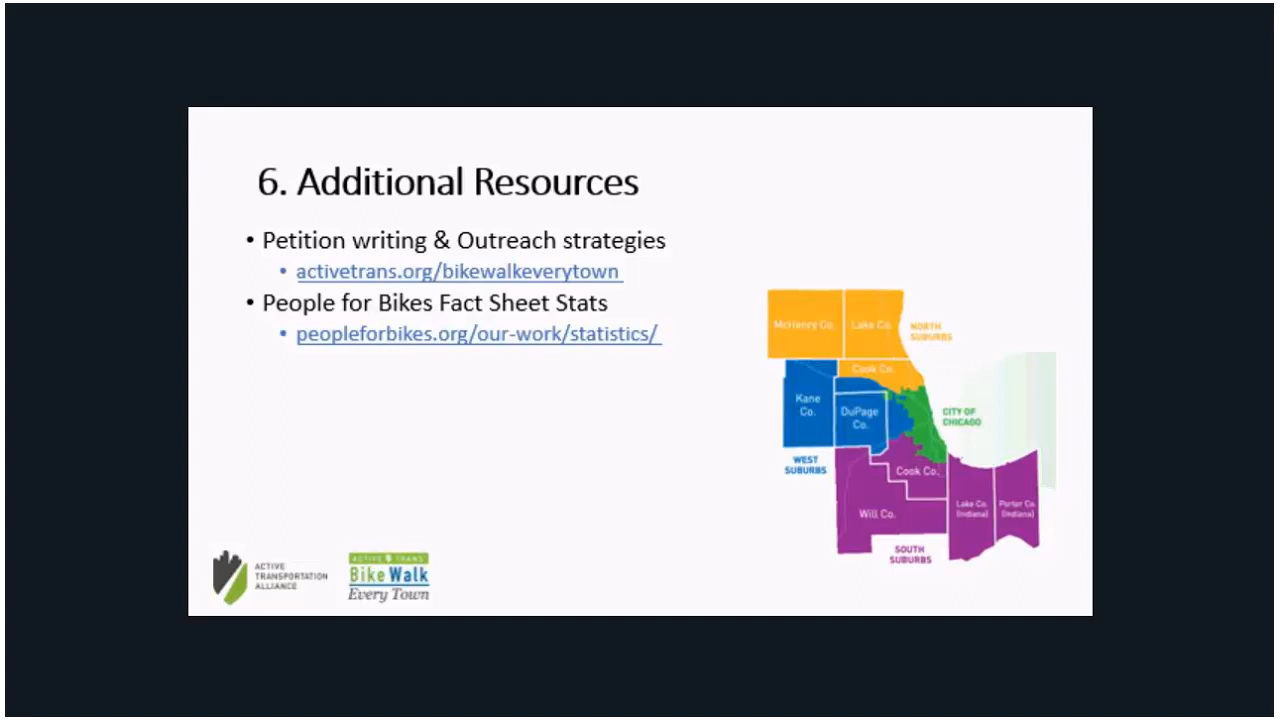 6. Additional Resources
• Petition writing & Outreach strategies
• activetrans.org/bikewalkeverytown
• People for Bikes Fact Sheet Stats
• peopleforbikes.org/our-work/statistics/
McHenry Co.
Lake Co.
NORTH
SUBURBS
Cook Co.
Kane
Co.
DuPage
Co.
CITY OF
CHICAGO
WEST
SUBURBS
Cook Co.
Will Co.
Lake Co.
(Indiana)
Porter Co.
(Indiana)
SOUTH
SUBURBS
ACTIVE
TRANSPORTATION
ALLIANCE
ACTIVE TRANS
Bike Walk
Every Town